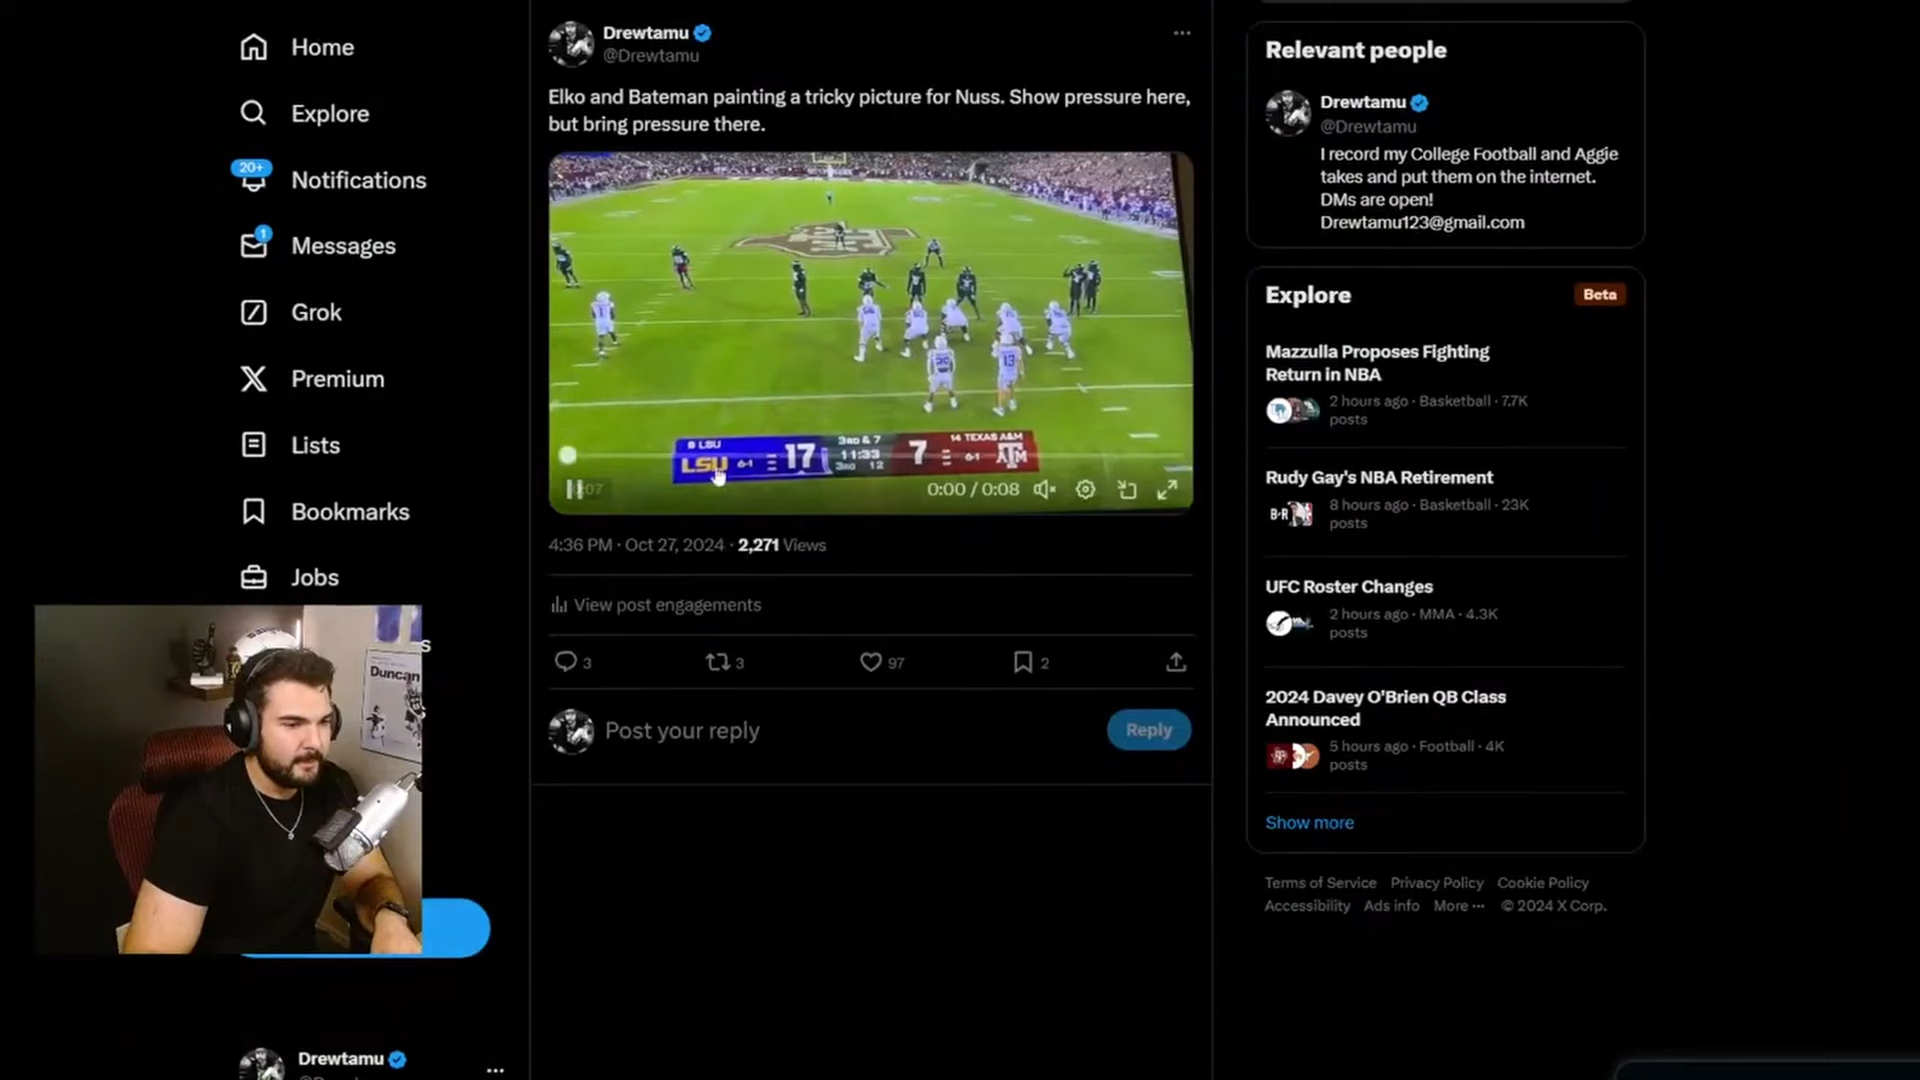 Home
Explore
20+
Notifications
1
Messages
Grok
Premium
Lists
Bookmarks
Jobs
s
Duncan
Drewtamu
...
Drewtamu
@Drewtamu
Elko and Bateman painting a tricky picture for Nuss. Show pressure here,
but bring pressure there.
13
LSU
LSU 6-1 17
3RD & 7
11:33
3RD 12
7 6-1
14 TEXAS A&M
ATM
0:00 / 0:08
4:36 PM · Oct 27, 2024 · 2,271 Views
View post engagements
3 3 97 2
Post your reply
Reply
Relevant people
Drewtamu
@Drewtamu
I record my College Football and Aggie
takes and put them on the internet.
DMs are open!
Drewtamu123@gmail.com
Explore
Beta
Mazzulla Proposes Fighting
Return in NBA
2 hours ago · Basketball · 7.7K
posts
Rudy Gay's NBA Retirement
B·R
8 hours ago · Basketball · 23K
posts
UFC Roster Changes
2 hours ago · MMA · 4.3K
posts
2024 Davey O'Brien QB Class
Announced
5 hours ago · Football · 4K
posts
Show more
Terms of Service Privacy Policy Cookie Policy
Accessibility Ads info More ··· © 2024 X Corp.